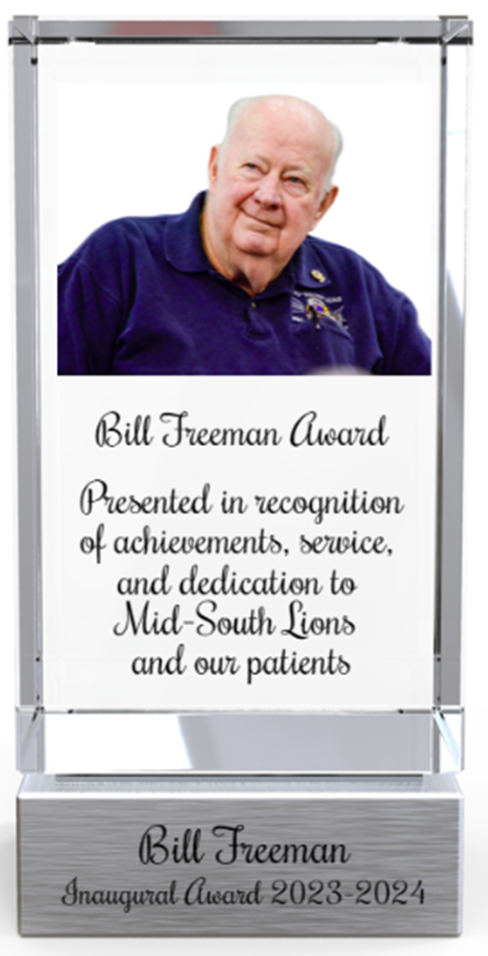 Bill Freeman Award
Presented in recognition
of achievements, service,
and dedication to
Mid-South Lions
and our patients
Bill Freeman
Inaugural Award 2023-2024